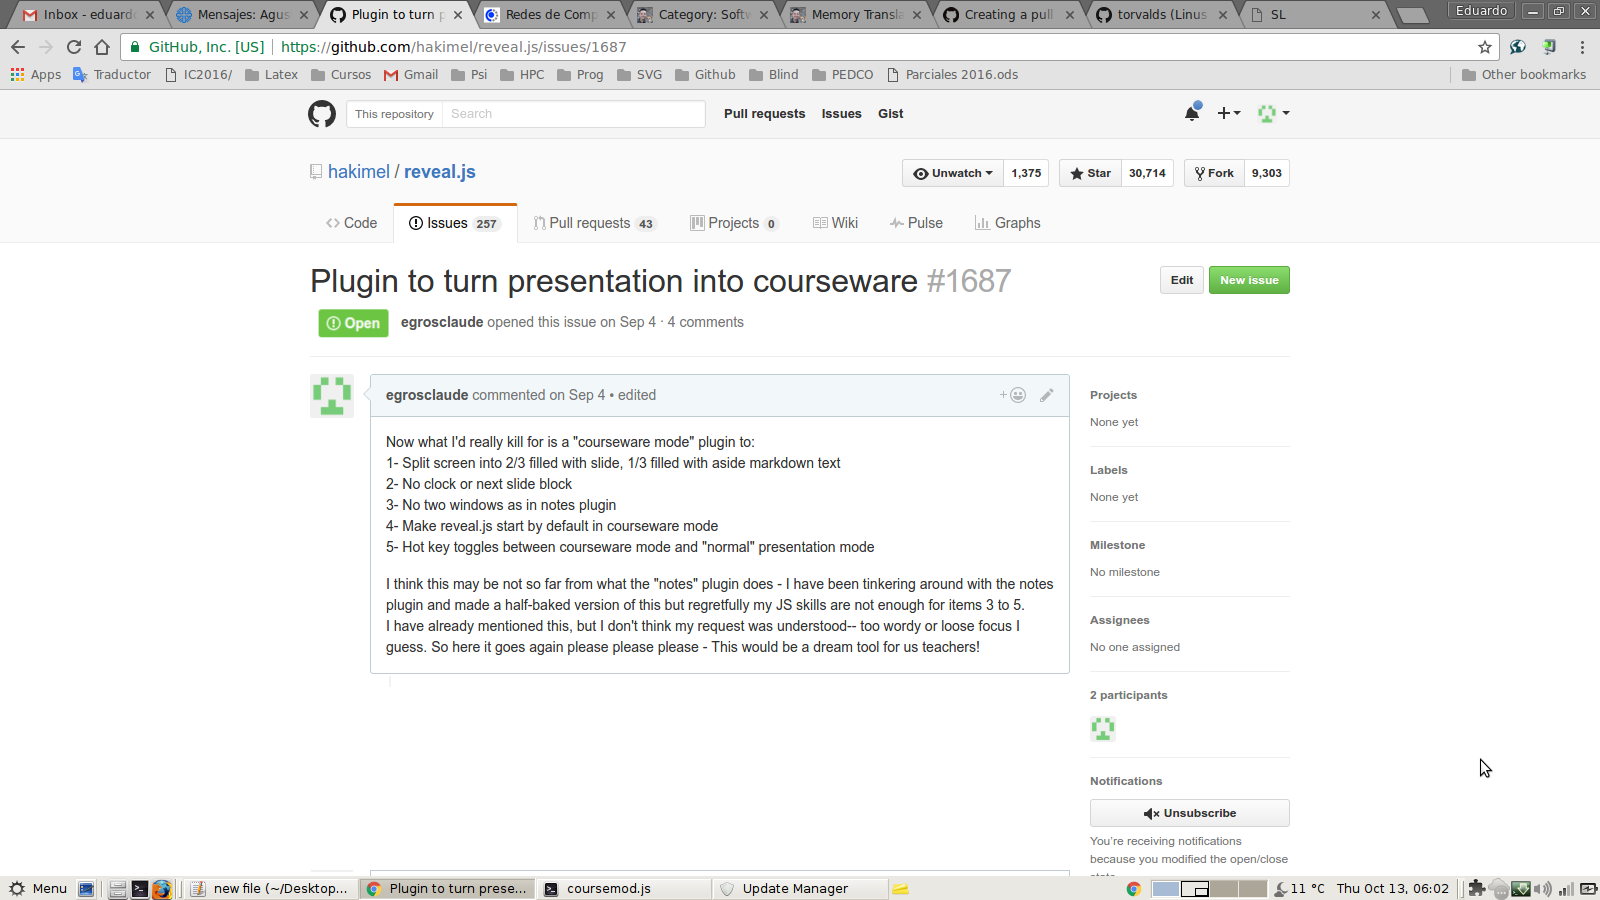 Inbox - eduard
Mensajes: Agus
Plugin to turn p
Redes de Comp
Category: Softw
Memory Transla
Creating a pull
torvalds (Linus
SL
Eduardo
GitHub, Inc. [US] https://github.com/hakimel/reveal.js/issues/1687
Apps Traductor IC2016/ Latex Cursos Gmail Psi HPC Prog SVG Github Blind PEDCO Parciales 2016.ods Other bookmarks
This repository Search Pull requests Issues Gist
hakimel / reveal.js
Unwatch 1,375 Star 30,714 Fork 9,303
Code Issues 257 Pull requests 43 Projects 0 Wiki Pulse Graphs
Plugin to turn presentation into courseware #1687
Edit New issue
Open egrosclaude opened this issue on Sep 4 · 4 comments
egrosclaude commented on Sep 4 • edited
Now what I'd really kill for is a "courseware mode" plugin to:
1- Split screen into 2/3 filled with slide, 1/3 filled with aside markdown text
2- No clock or next slide block
3- No two windows as in notes plugin
4- Make reveal.js start by default in courseware mode
5- Hot key toggles between courseware mode and "normal" presentation mode
I think this may be not so far from what the "notes" plugin does - I have been tinkering around with the notes
plugin and made a half-baked version of this but regretfully my JS skills are not enough for items 3 to 5.
I have already mentioned this, but I don't think my request was understood-- too wordy or loose focus I
guess. So here it goes again please please please - This would be a dream tool for us teachers!
Projects
None yet
Labels
None yet
Milestone
No milestone
Assignees
No one assigned
2 participants
Notifications
Unsubscribe
You're receiving notifications
because you modified the open/close
Menu
new file (~/Desktop...
Plugin to turn prese...
coursemod.js
Update Manager
11 °C Thu Oct 13, 06:02